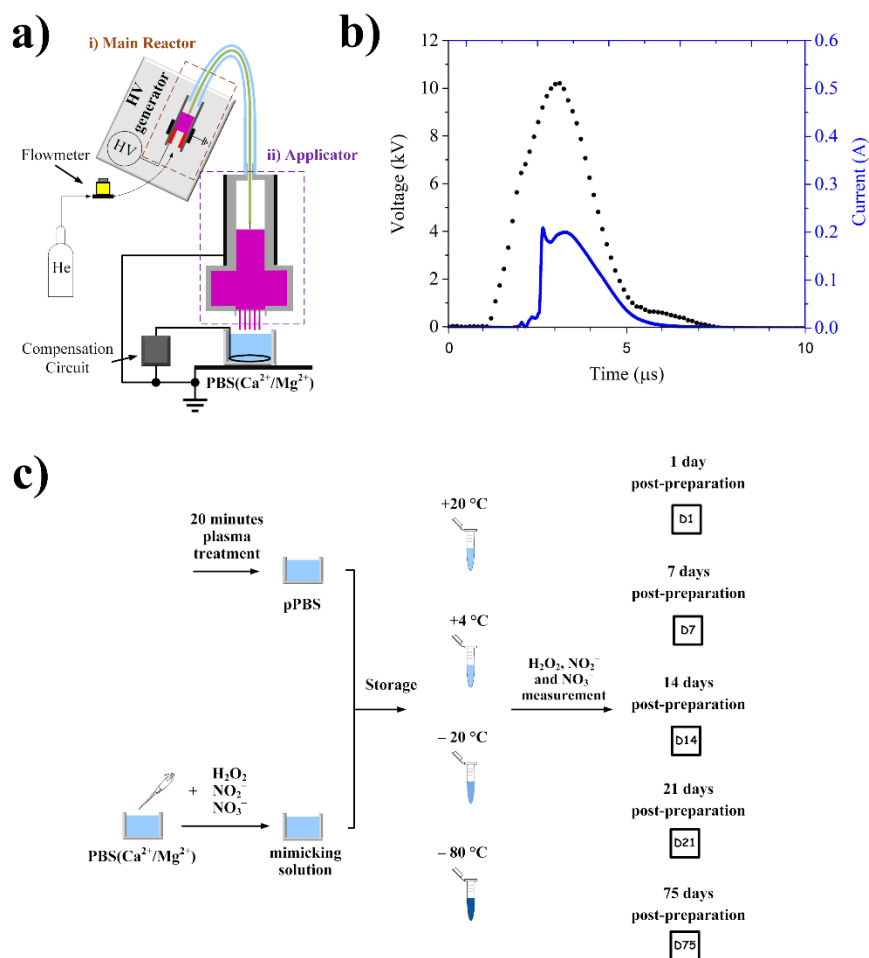 a)
i) Main Reactor
HV
generator
HV
Flowmeter
ii) Applicator
He
Compensation
Circuit
PBS(Ca²⁺/Mg²⁺)
b)
12
10
8
6
4
2
0
Voltage (kV)
0.6
0.5
0.4
0.3
0.2
0.1
0.0
Current (A)
0
5
10
Time (μs)
c)
20 minutes
plasma
treatment
pPBS
PBS(Ca²⁺/Mg²⁺)
+
H₂O₂
NO₂⁻
NO₃⁻
mimicking
solution
Storage
+20 °C
+4 °C
– 20 °C
– 80 °C
H₂O₂, NO₂⁻
and NO₃⁻
measurement
1 day
post-preparation
D1
7 days
post-preparation
D7
14 days
post-preparation
D14
21 days
post-preparation
D21
75 days
post-preparation
D75